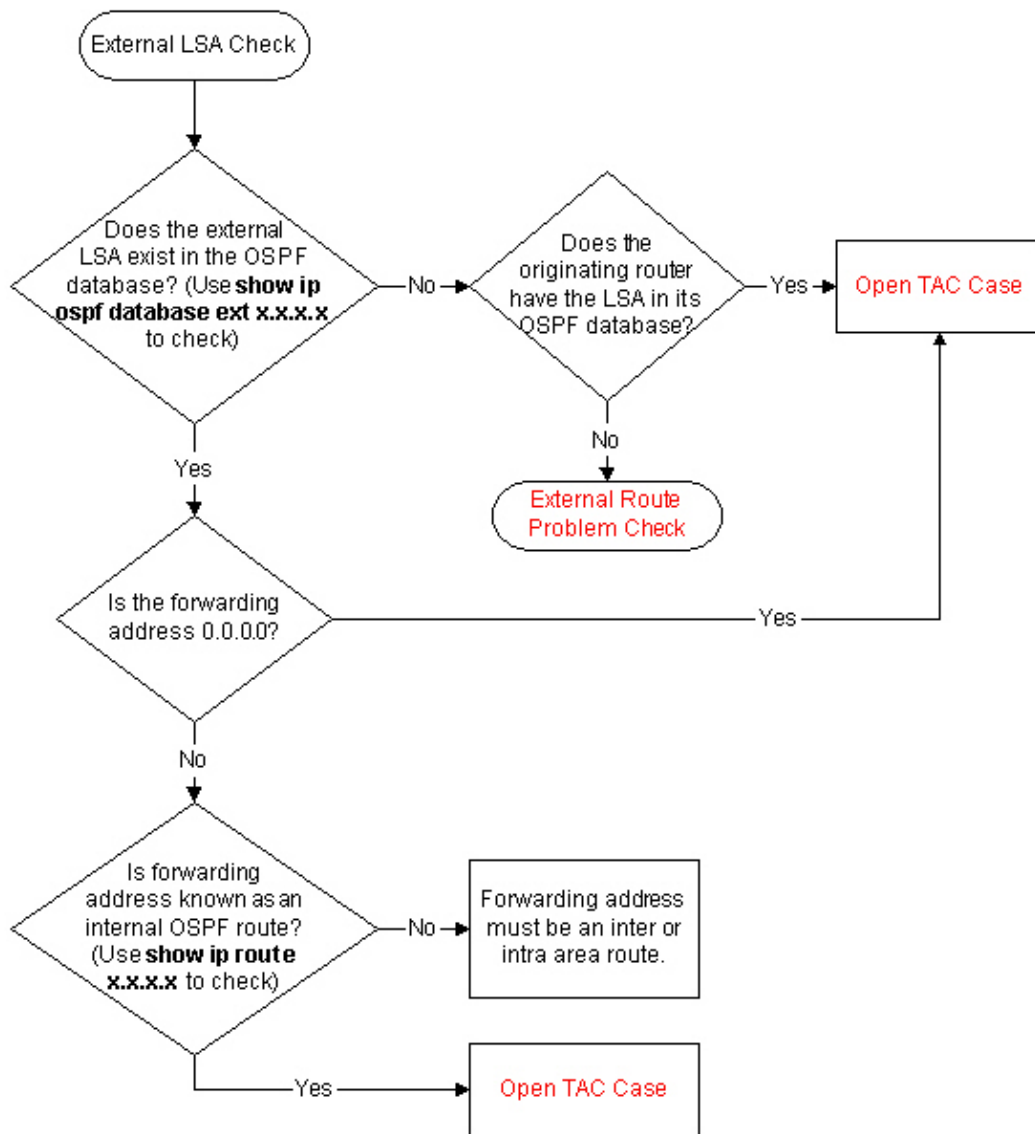 External LSA Check
Does the external
LSA exist in the OSPF
database? (Use show ip
ospf database ext x.x.x.x
to check)
No
Does the
originating router
have the LSA in its
OSPF database?
Yes
Open TAC Case
No
External Route
Problem Check
Yes
Is the forwarding
address 0.0.0.0?
Yes
No
Is forwarding
address known as an
internal OSPF route?
(Use show ip route
x.x.x.x to check)
No
Forwarding address
must be an inter or
intra area route.
Yes
Open TAC Case